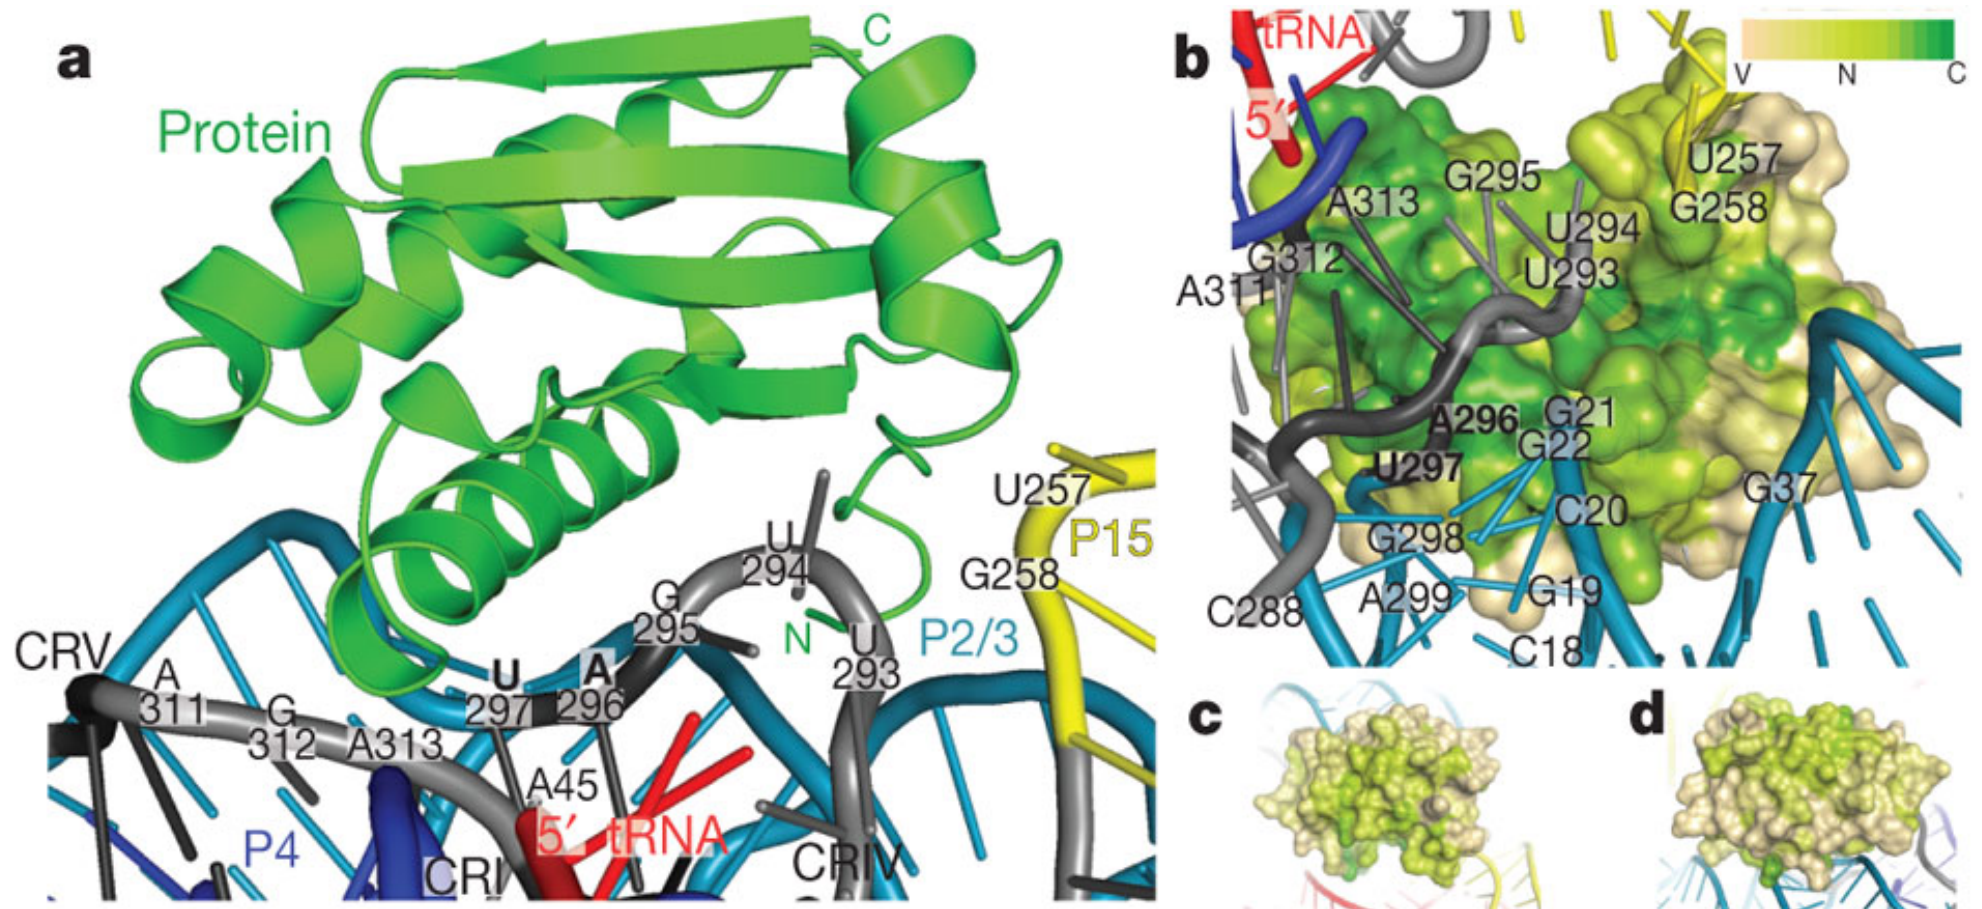 a
C
Protein
U257
P15
U
294
G258
G
295
N
U
293
P2/3
CRV
A
311
U
297
A
296
G
312
A313
A45
P4
5′ tRNA
CRI
CRIV
b
tRNA
V N C
5′
U257
G295
A313
G258
U294
G312
U293
A311
A296
G21
G22
U297
G37
C20
G298
G19
A299
C288
C18
c
d